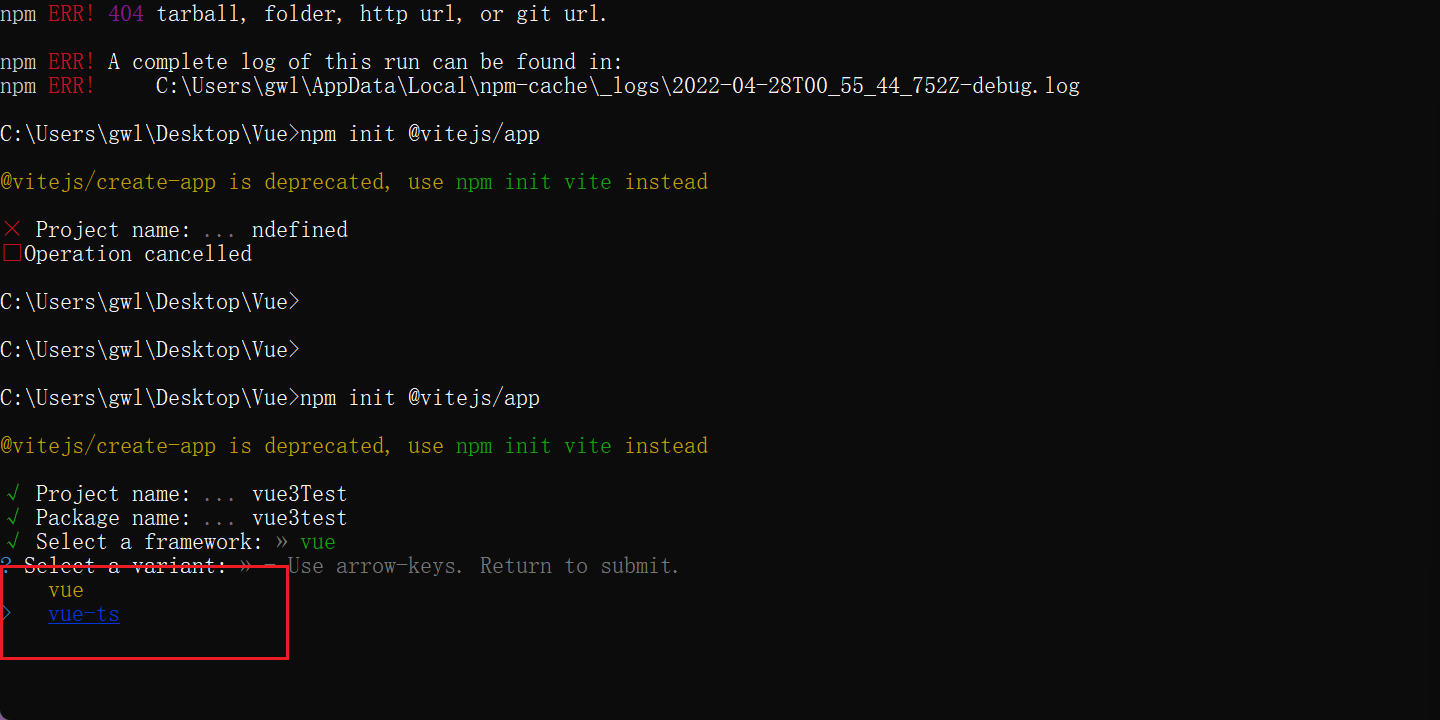 npm ERR! 404 tarball, folder, http url, or git url.
npm ERR! A complete log of this run can be found in:
npm ERR!     C:\Users\gwl\AppData\Local\npm-cache\_logs\2022-04-28T00_55_44_752Z-debug.log
C:\Users\gwl\Desktop\Vue>npm init @vitejs/app
@vitejs/create-app is deprecated, use npm init vite instead
× Project name: ... ndefined
□Operation cancelled
C:\Users\gwl\Desktop\Vue>
C:\Users\gwl\Desktop\Vue>
C:\Users\gwl\Desktop\Vue>npm init @vitejs/app
@vitejs/create-app is deprecated, use npm init vite instead
√ Project name: ... vue3Test
√ Package name: ... vue3test
√ Select a framework: » vue
? Select a variant: » - Use arrow-keys. Return to submit.
    vue
>   vue-ts